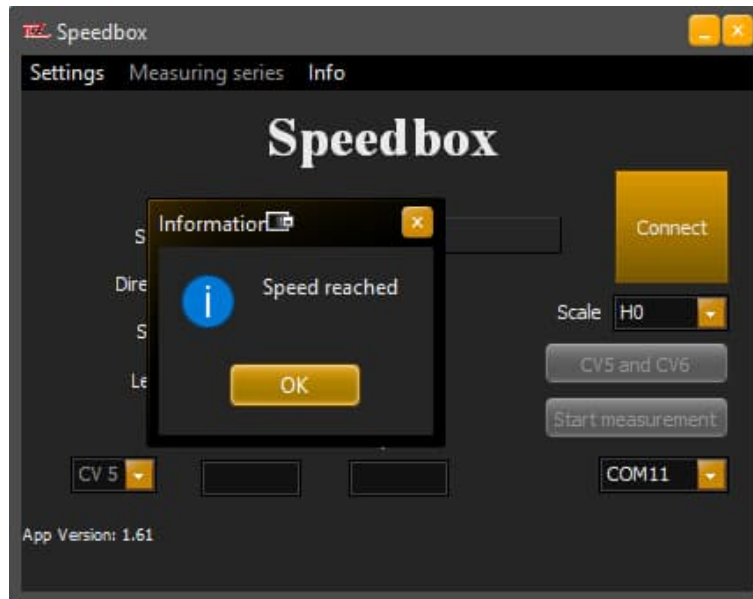 Speedbox
Settings Measuring series Info
Speedbox
Information
Connect
Speed reached
Scale H0
CV5 and CV6
OK
Start measurement
CV 5
COM11
App Version: 1.61